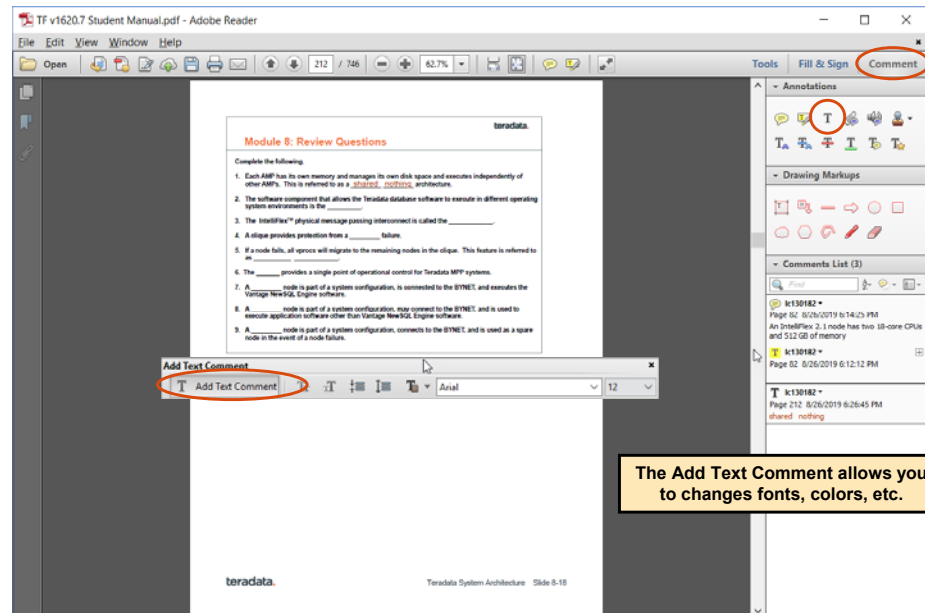 TF v1620.7 Student Manual.pdf - Adobe Reader
File Edit View Window Help
Open 212 / 746 62.7% Tools Fill & Sign Comment
Annotations
teradata.
Module 8: Review Questions
Complete the following.
1. Each AMP has its own memory and manages its own disk space and executes independently of
other AMPs. This is referred to as a _shared_ _nothing_ architecture.
2. The software component that allows the Teradata database software to execute in different operating
system environments is the ________.
3. The IntelliFlex™ physical message passing interconnect is called the __________.
4. A clique provides protection from a _______ failure.
5. If a node fails, all vprocs will migrate to the remaining nodes in the clique. This feature is referred to
as _________ _________.
6. The ______ provides a single point of operational control for Teradata MPP systems.
7. A________ node is part of a system configuration, is connected to the BYNET, and executes the
Vantage NewSQL Engine software.
8. A________ node is part of a system configuration, may connect to the BYNET, and is used to
execute application software other than Vantage NewSQL Engine software.
9. A________ node is part of a system configuration, connects to the BYNET, and is used as a spare
node in the event of a node failure.
Drawing Markups
Comments List (3)
Find
lc130182
Page 82 8/26/2019 6:14:25 PM
An IntelliFlex 2.1 node has two 18-core CPUs
and 512 GB of memory
T lc130182
Page 82 8/26/2019 6:12:12 PM
T lc130182
Page 212 8/26/2019 6:26:45 PM
shared nothing
Add Text Comment
T Add Text Comment Arial 12
The Add Text Comment allows you
to changes fonts, colors, etc.
teradata. Teradata System Architecture Slide 8-18